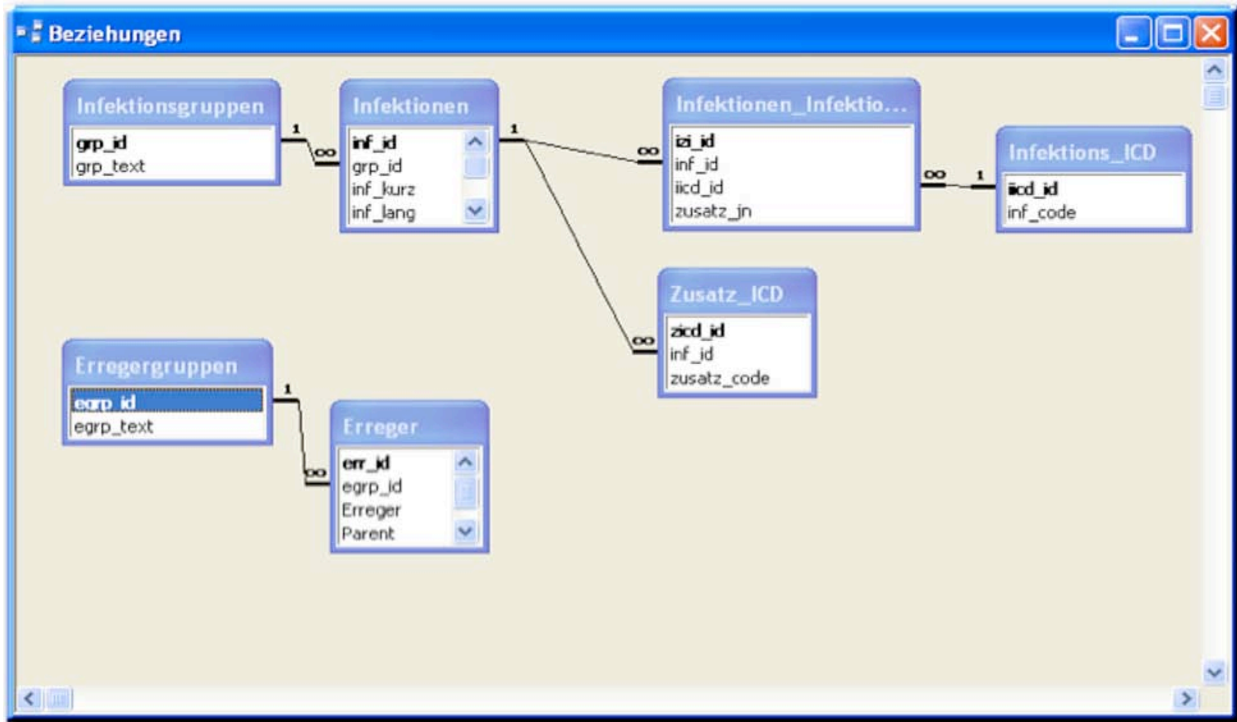 Beziehungen
Infektionsgruppen
grp_id
grp_text
1
∞
Infektionen
inf_id
grp_id
inf_kurz
inf_lang
1
∞
Infektionen_Infektio...
izi_id
inf_id
iicd_id
zusatz_jn
∞
1
Infektions_ICD
iicd_id
inf_code
∞
Zusatz_ICD
zicd_id
inf_id
zusatz_code
Erregergruppen
egrp_id
egrp_text
1
∞
Erreger
err_id
egrp_id
Erreger
Parent